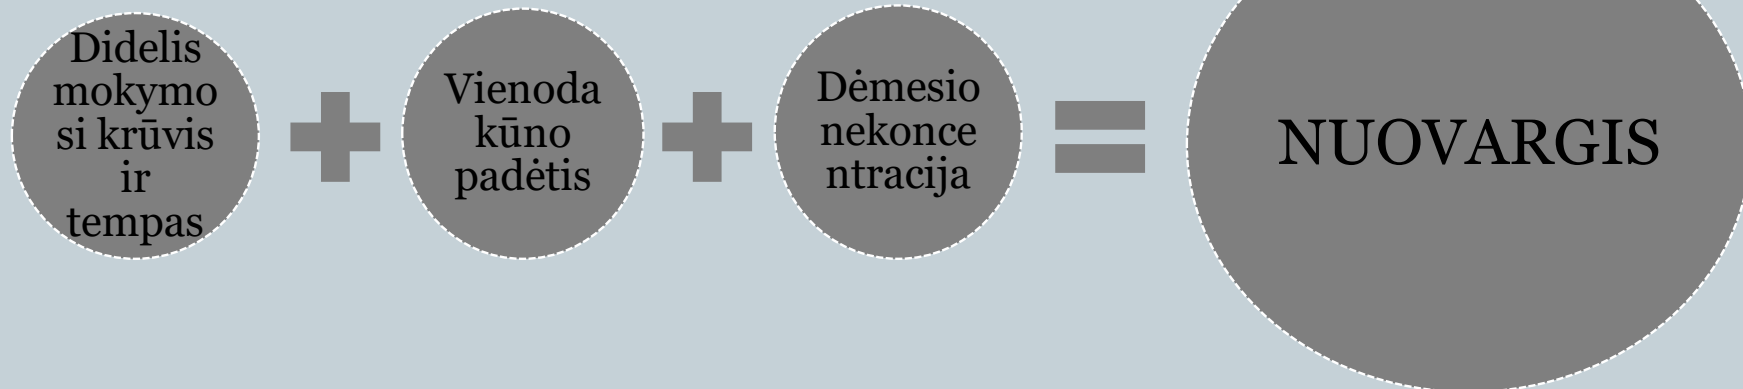 Didelis
mokymo
si krūvis
ir
tempas
Vienoda
kūno
padėtis
Dėmesio
nekonce
ntracija
NUOVARGIS